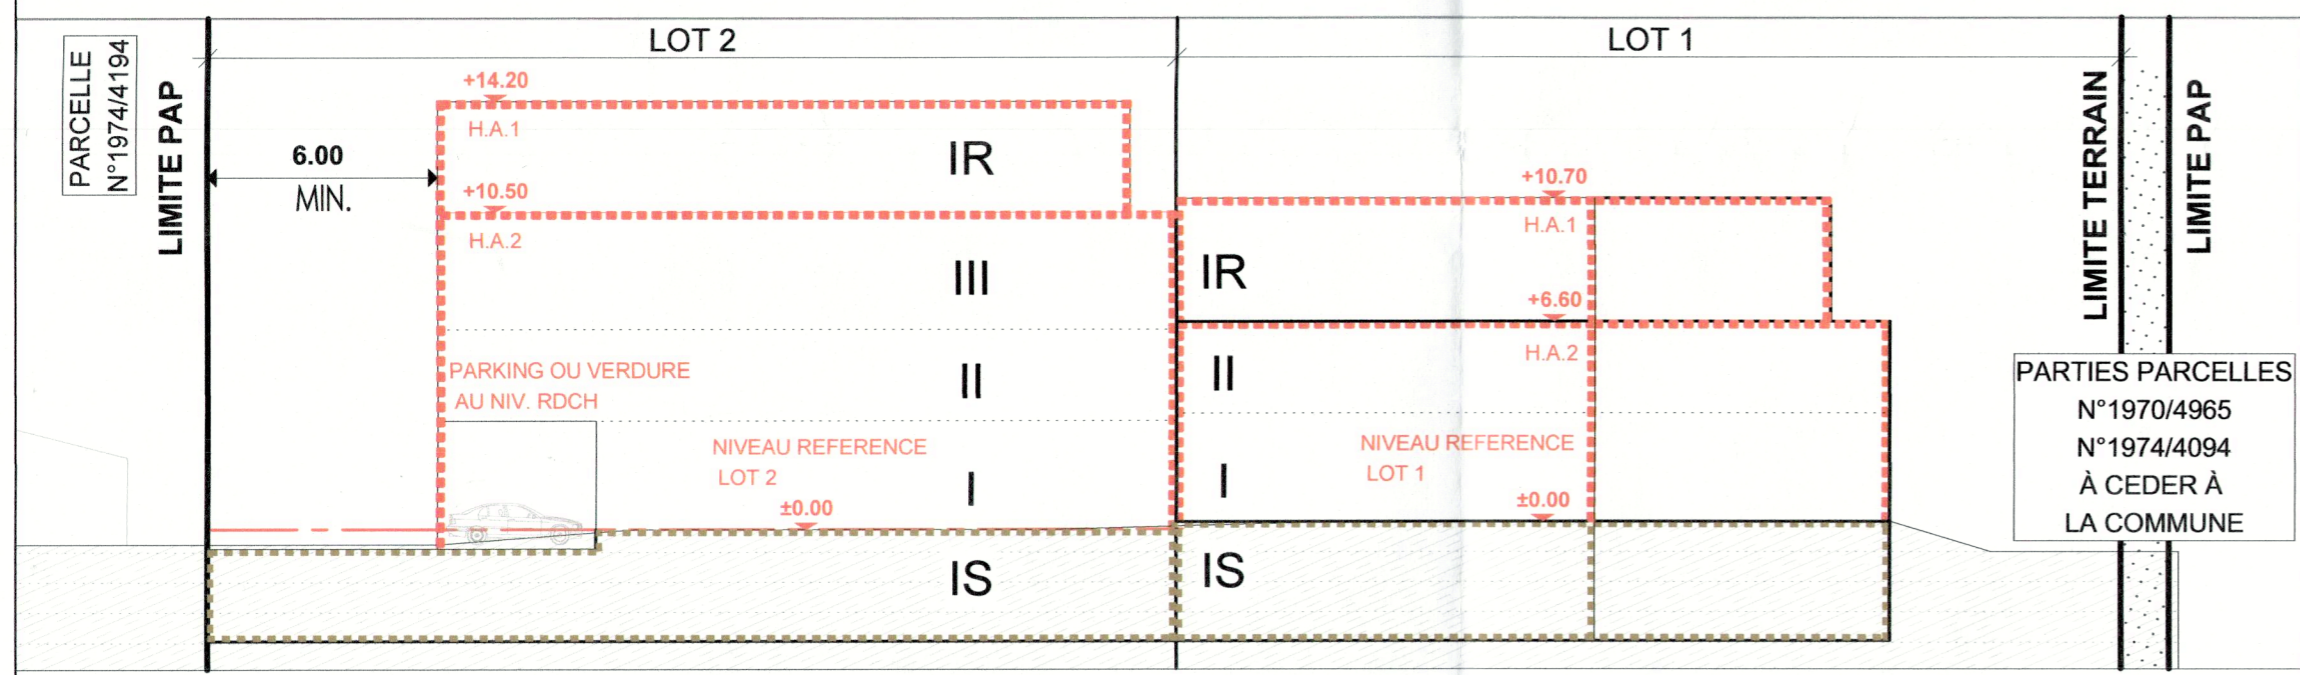 LOT 2
LOT 1
PARCELLE
N°1974/4194
LIMITE PAP
6.00
MIN.
+14.20
H.A.1
IR
+10.50
H.A.2
III
PARKING OU VERDURE
AU NIV. RDCH
II
NIVEAU REFERENCE
LOT 2
±0.00
I
IS
+10.70
H.A.1
IR
+6.60
H.A.2
II
NIVEAU REFERENCE
LOT 1
±0.00
I
IS
LIMITE TERRAIN
LIMITE PAP
PARTIES PARCELLES
N°1970/4965
N°1974/4094
À CEDER À
LA COMMUNE